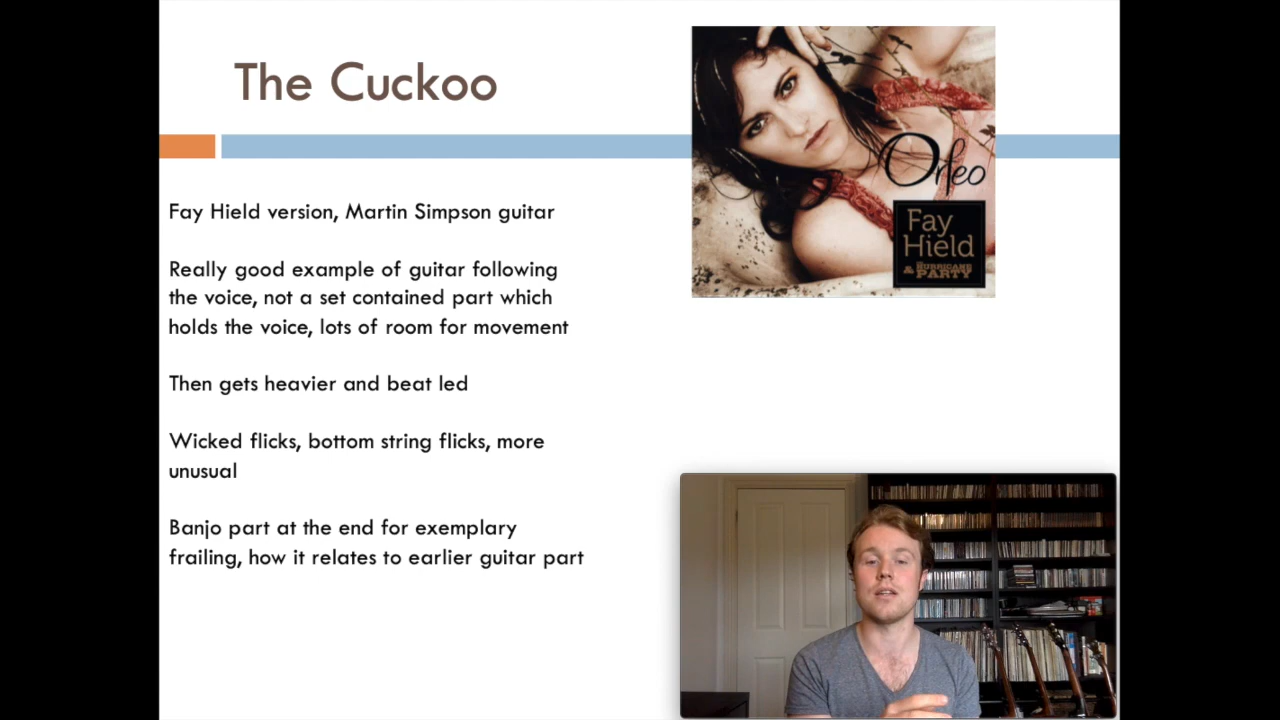 The Cuckoo
Orfeo
Fay
Hield
& THE HURRICANE
PARTY
Fay Hield version, Martin Simpson guitar
Really good example of guitar following
the voice, not a set contained part which
holds the voice, lots of room for movement
Then gets heavier and beat led
Wicked flicks, bottom string flicks, more
unusual
Banjo part at the end for exemplary
frailing, how it relates to earlier guitar part